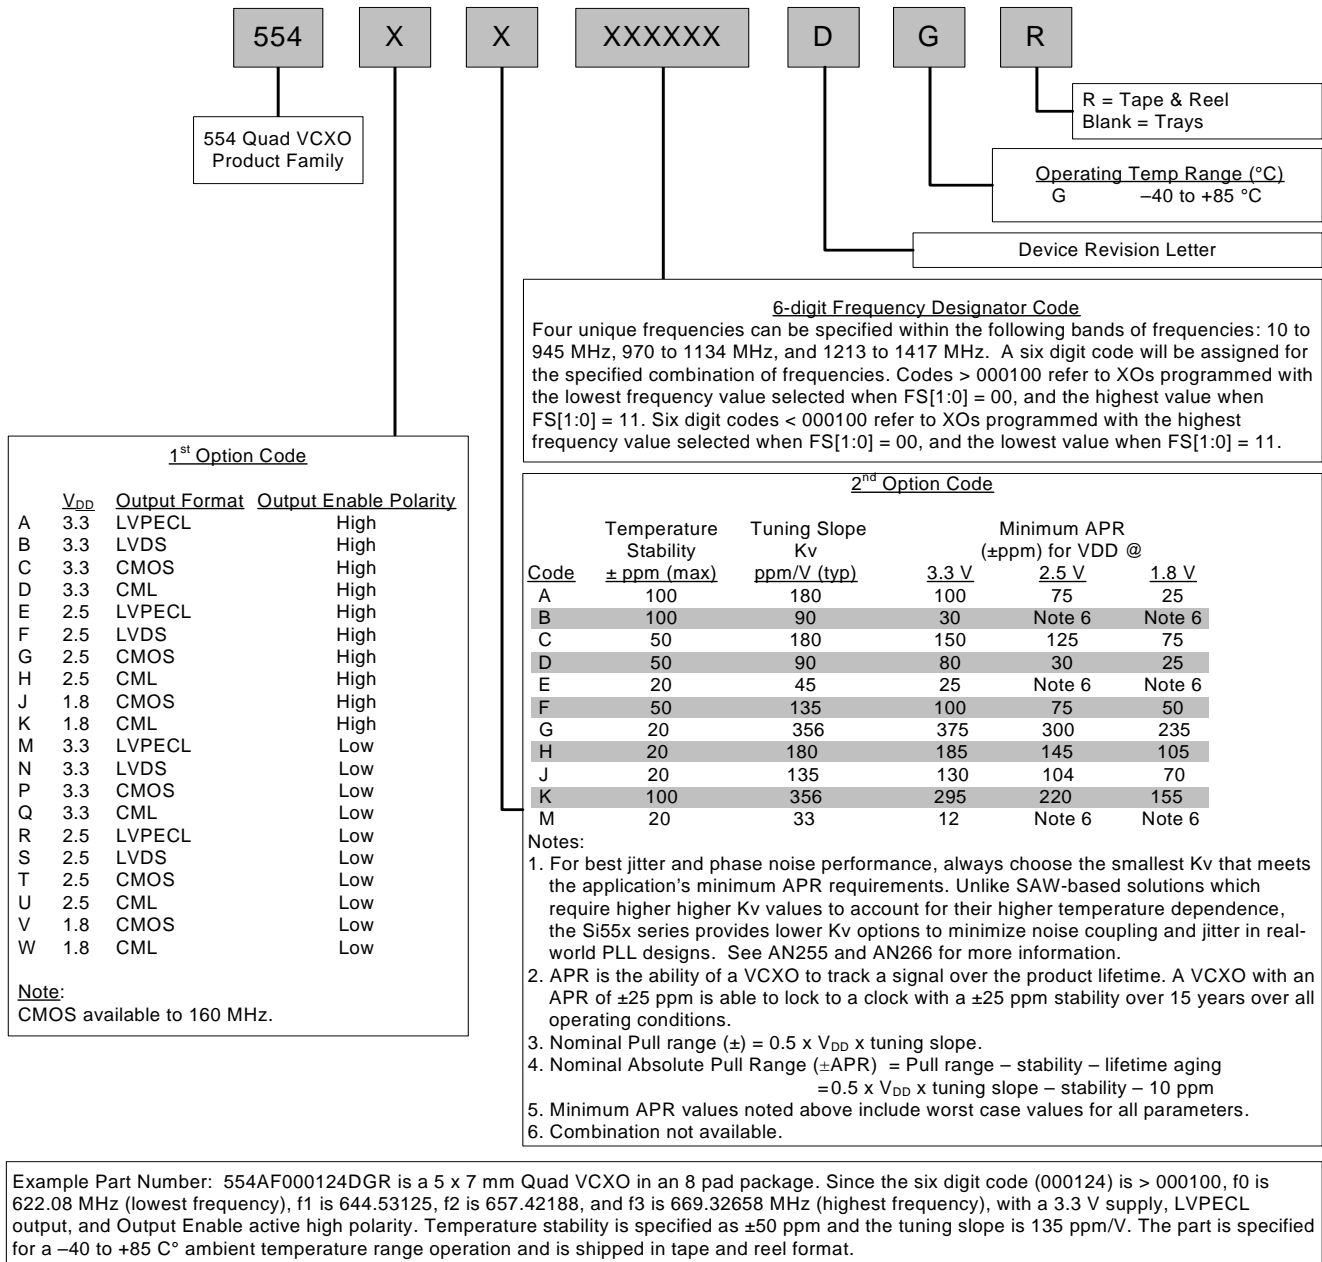 554 X X XXXXXX D G R
554 Quad VCXO
Product Family
R = Tape & Reel
Blank = Trays
Operating Temp Range (°C)
G –40 to +85 °C
Device Revision Letter
6-digit Frequency Designator Code
Four unique frequencies can be specified within the following bands of frequencies: 10 to
945 MHz, 970 to 1134 MHz, and 1213 to 1417 MHz. A six digit code will be assigned for
the specified combination of frequencies. Codes > 000100 refer to XOs programmed with
the lowest frequency value selected when FS[1:0] = 00, and the highest value when
FS[1:0] = 11. Six digit codes < 000100 refer to XOs programmed with the highest
frequency value selected when FS[1:0] = 00, and the lowest value when FS[1:0] = 11.
1st Option Code
VDD Output Format Output Enable Polarity
A 3.3 LVPECL High
B 3.3 LVDS High
C 3.3 CMOS High
D 3.3 CML High
E 2.5 LVPECL High
F 2.5 LVDS High
G 2.5 CMOS High
H 2.5 CML High
J 1.8 CMOS High
K 1.8 CML High
M 3.3 LVPECL Low
N 3.3 LVDS Low
P 3.3 CMOS Low
Q 3.3 CML Low
R 2.5 LVPECL Low
S 2.5 LVDS Low
T 2.5 CMOS Low
U 2.5 CML Low
V 1.8 CMOS Low
W 1.8 CML Low
Note:
CMOS available to 160 MHz.
2nd Option Code
Temperature Tuning Slope Minimum APR
Stability Kv (±ppm) for VDD @
Code ± ppm (max) ppm/V (typ) 3.3 V 2.5 V 1.8 V
A 100 180 100 75 25
B 100 90 30 Note 6 Note 6
C 50 180 150 125 75
D 50 90 80 30 25
E 20 45 25 Note 6 Note 6
F 50 135 100 75 50
G 20 356 375 300 235
H 20 180 185 145 105
J 20 135 130 104 70
K 100 356 295 220 155
M 20 33 12 Note 6 Note 6
Notes:
1. For best jitter and phase noise performance, always choose the smallest Kv that meets
the application's minimum APR requirements. Unlike SAW-based solutions which
require higher higher Kv values to account for their higher temperature dependence,
the Si55x series provides lower Kv options to minimize noise coupling and jitter in real-
world PLL designs. See AN255 and AN266 for more information.
2. APR is the ability of a VCXO to track a signal over the product lifetime. A VCXO with an
APR of ±25 ppm is able to lock to a clock with a ±25 ppm stability over 15 years over all
operating conditions.
3. Nominal Pull range (±) = 0.5 x VDD x tuning slope.
4. Nominal Absolute Pull Range (±APR) = Pull range – stability – lifetime aging
= 0.5 x VDD x tuning slope – stability – 10 ppm
5. Minimum APR values noted above include worst case values for all parameters.
6. Combination not available.
Example Part Number: 554AF000124DGR is a 5 x 7 mm Quad VCXO in an 8 pad package. Since the six digit code (000124) is > 000100, f0 is
622.08 MHz (lowest frequency), f1 is 644.53125, f2 is 657.42188, and f3 is 669.32658 MHz (highest frequency), with a 3.3 V supply, LVPECL
output, and Output Enable active high polarity. Temperature stability is specified as ±50 ppm and the tuning slope is 135 ppm/V. The part is specified
for a –40 to +85 C° ambient temperature range operation and is shipped in tape and reel format.